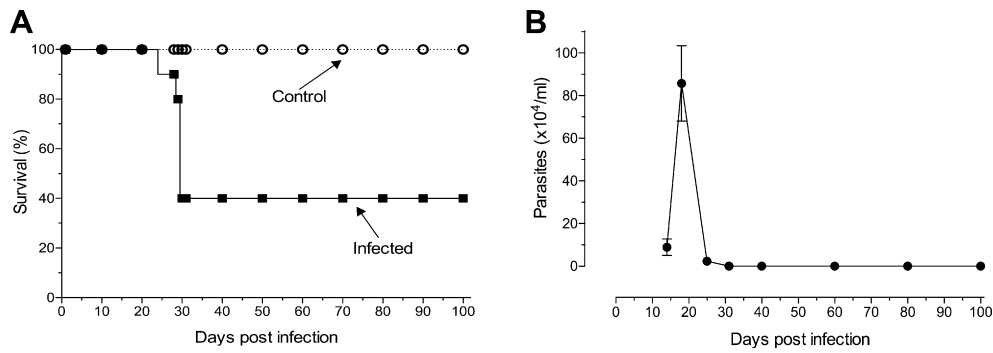 A
Survival (%)
100
80
60
40
20
0
Control
Infected
0 10 20 30 40 50 60 70 80 90 100
Days post infection
B
Parasites (x10⁴/ml)
100
80
60
40
20
0
0 10 20 30 40 50 60 70 80 90 100
Days post infection